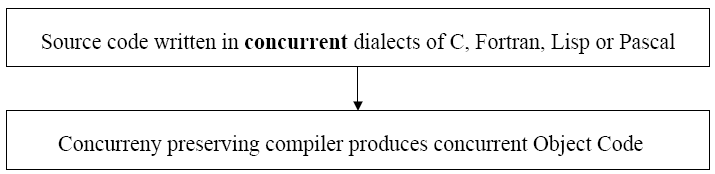 Source code written in concurrent dialects of C, Fortran, Lisp or Pascal
Concurreny preserving compiler produces concurrent Object Code